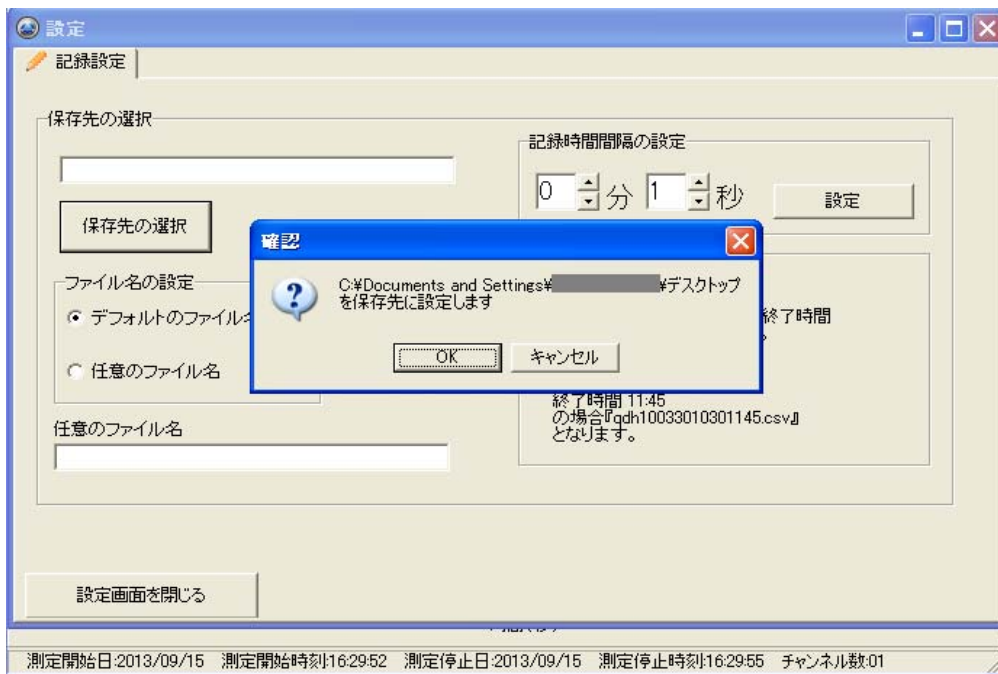 設定
記録設定
保存先の選択
保存先の選択
ファイル名の設定
デフォルトのファイル
任意のファイル名
任意のファイル名
記録時間間隔の設定
0 分 1 秒
設定
確認
C:¥Documents and Settings¥ ¥デスクトップ
を保存先に設定します
OK キャンセル
終了時間
終了時間 11:45
の場合『qdh10033010301145.csv』
となります。
設定画面を閉じる
測定開始日:2013/09/15 測定開始時刻:16:29:52 測定停止日:2013/09/15 測定停止時刻:16:29:55 チャンネル数:01